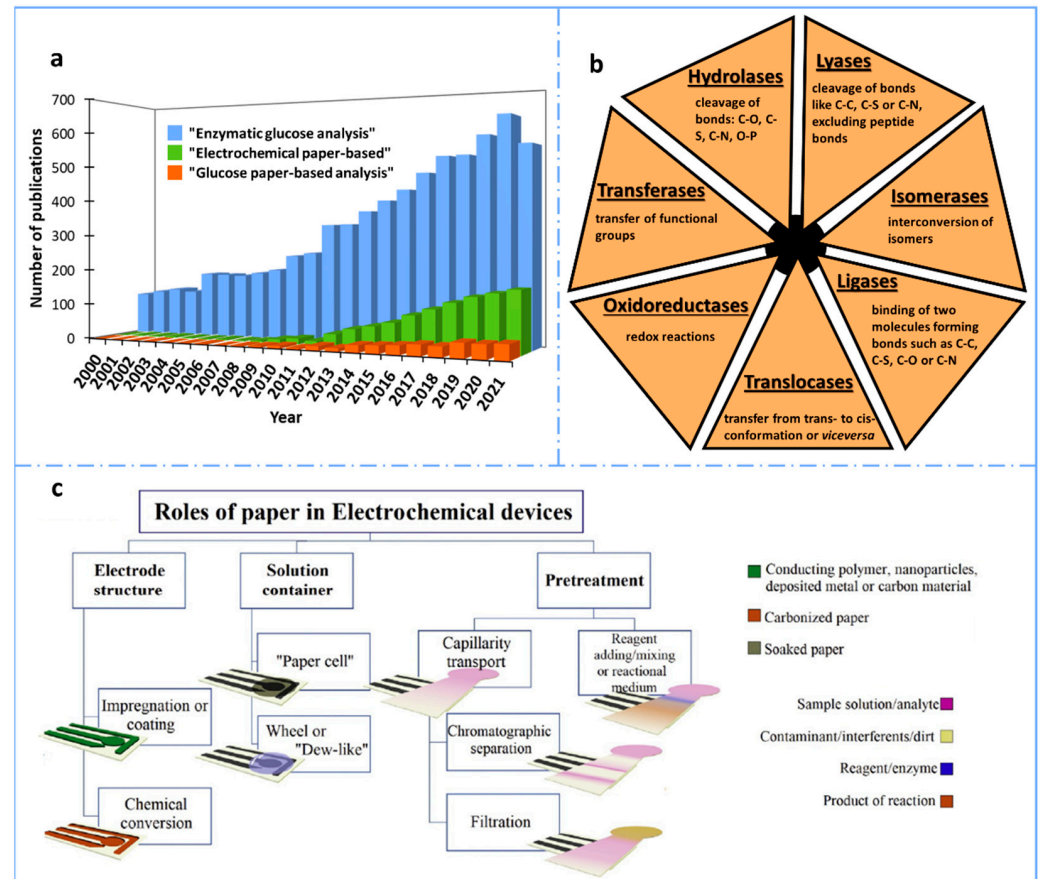 a
700
600
500
400
300
200
100
0
Number of publications
"Enzymatic glucose analysis"
"Electrochemical paper-based"
"Glucose paper-based analysis"
2000
2001
2002
2003
2004
2005
2006
2007
2008
2009
2010
2011
2012
2013
2014
2015
2016
2017
2018
2019
2020
2021
Year
b
Hydrolases
cleavage of
bonds: C-O, C-
S, C-N, O-P
Lyases
cleavage of bonds
like C-C, C-S or C-N,
excluding peptide
bonds
Transferases
transfer of functional
groups
Isomerases
interconversion of
isomers
Oxidoreductases
redox reactions
Ligases
binding of two
molecules forming
bonds such as C-C,
C-S, C-O or C-N
Translocases
transfer from trans- to cis-
conformation or viceversa
c
Roles of paper in Electrochemical devices
Electrode
structure
Solution
container
Pretreatment
Impregnation or
coating
Chemical
conversion
"Paper cell"
Wheel or
"Dew-like"
Capillarity
transport
Reagent
adding/mixing
or reactional
medium
Chromatographic
separation
Filtration
Conducting polymer, nanoparticles,
deposited metal or carbon material
Carbonized paper
Soaked paper
Sample solution/analyte
Contaminant/interferents/dirt
Reagent/enzyme
Product of reaction